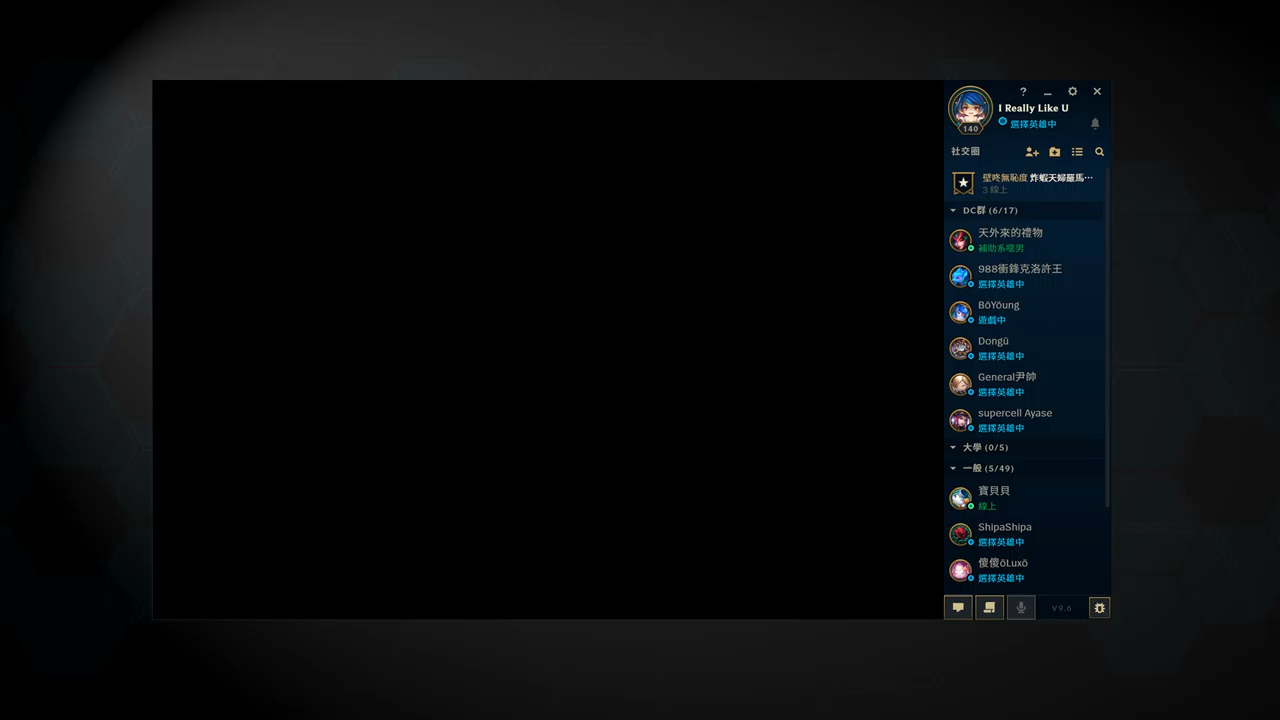 ?
I Really Like U
選擇英雄中
140
社交圈
壁咚無恥度 炸蝦天婦羅馬…
3 線上
DC群 (6/17)
天外來的禮物
補助系噁男
988衝鋒克洛許王
選擇英雄中
BōYōung
遊戲中
Dongü
選擇英雄中
General尹帥
選擇英雄中
supercell Ayase
選擇英雄中
大學 (0/5)
一般 (5/49)
寶貝貝
線上
ShipaShipa
選擇英雄中
傻傻ōLuxō
選擇英雄中
V9.6